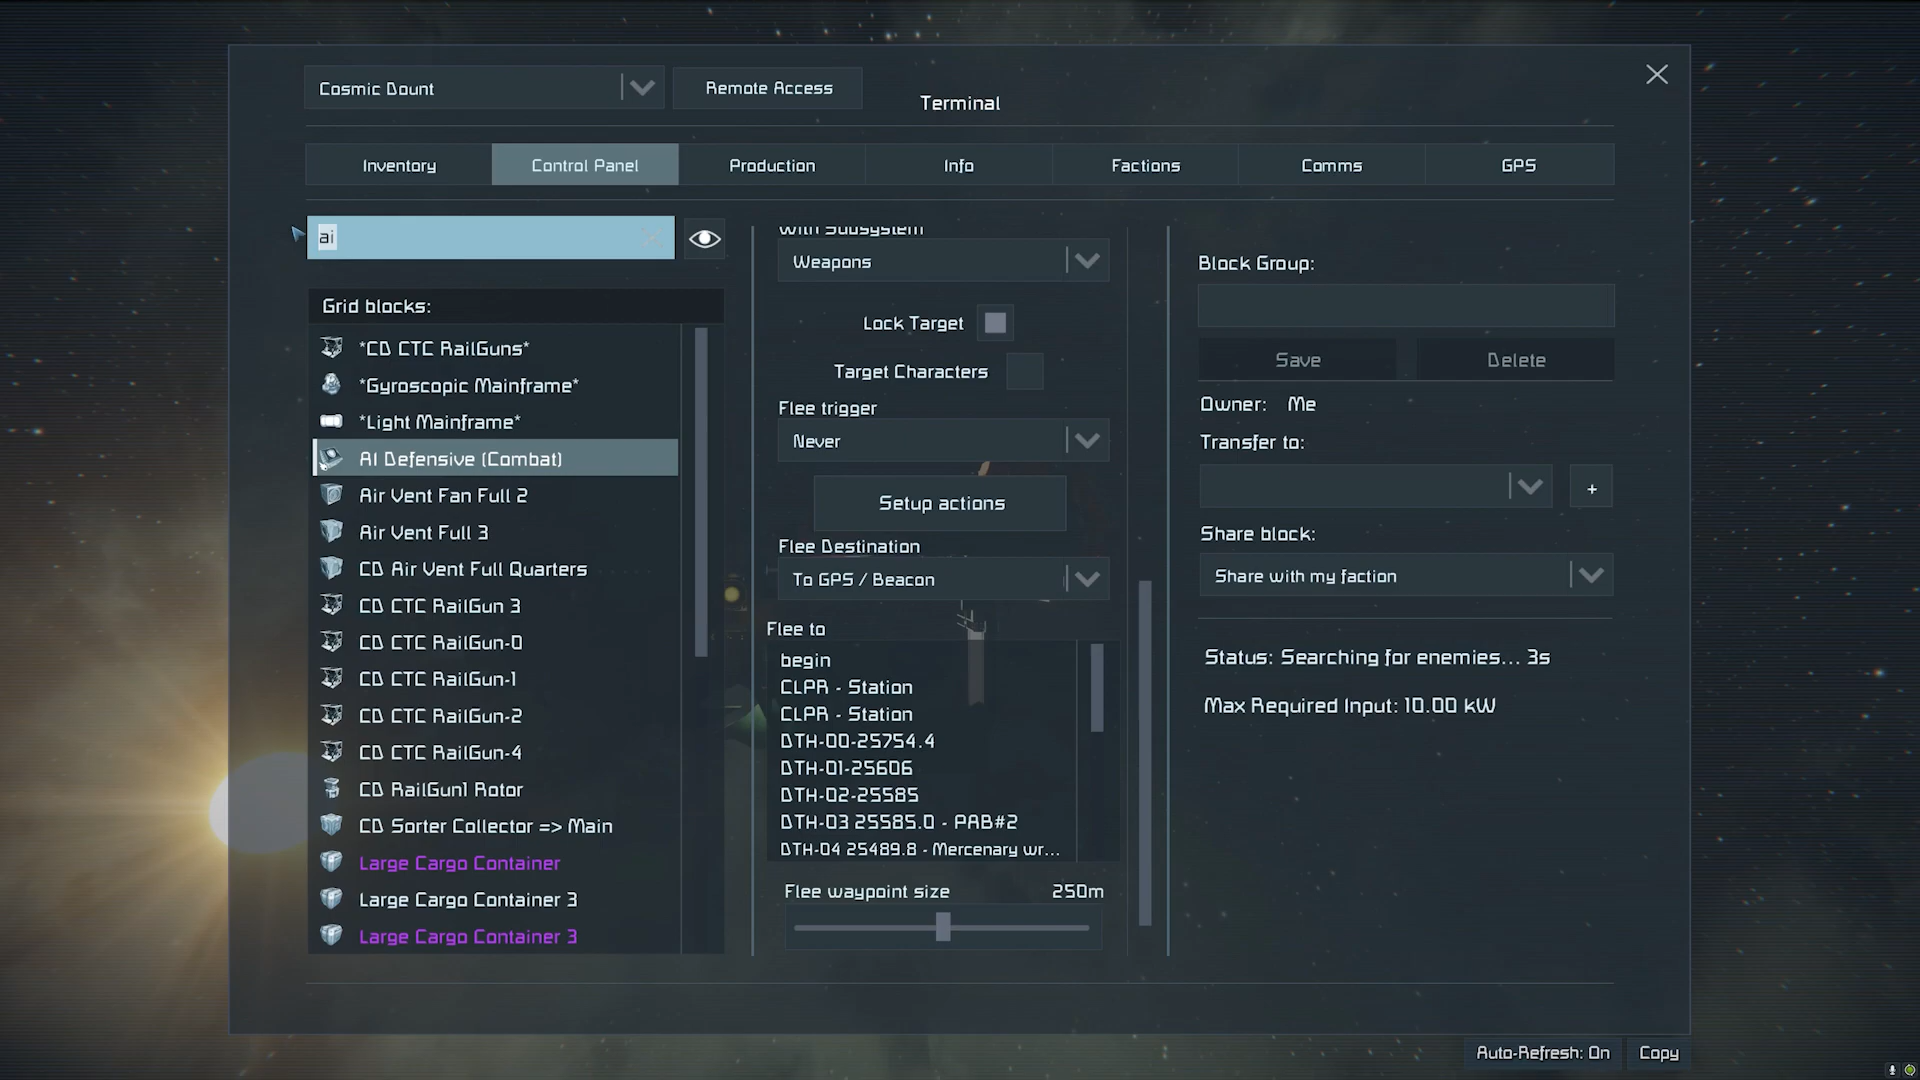 Cosmic Dount
Remote Access
Terminal
Inventory
Control Panel
Production
Info
Factions
Comms
GPS
ai
Grid blocks:
*CD CTC RailGuns*
*Gyroscopic Mainframe*
*Light Mainframe*
AI Defensive (Combat)
Air Vent Fan Full 2
Air Vent Full 3
CD Air Vent Full Quarters
CD CTC RailGun 3
CD CTC RailGun-0
CD CTC RailGun-1
CD CTC RailGun-2
CD CTC RailGun-4
CD RailGun1 Rotor
CD Sorter Collector => Main
Large Cargo Container
Large Cargo Container 3
Large Cargo Container 3
With Subsystem
Weapons
Lock Target
Target Characters
Flee trigger
Never
Setup actions
Flee Destination
To GPS / Beacon
Flee to
begin
CLPR - Station
CLPR - Station
DTH-00-25754.4
DTH-01-25606
DTH-02-25585
DTH-03 25585.0 - PAB#2
DTH-04 25489.8 - Mercenary wr...
Flee waypoint size 250m
Block Group:
Save
Delete
Owner: Me
Transfer to:
+
Share block:
Share with my faction
Status: Searching for enemies... 3s
Max Required Input: 10.00 kW
Auto-Refresh: On
Copy